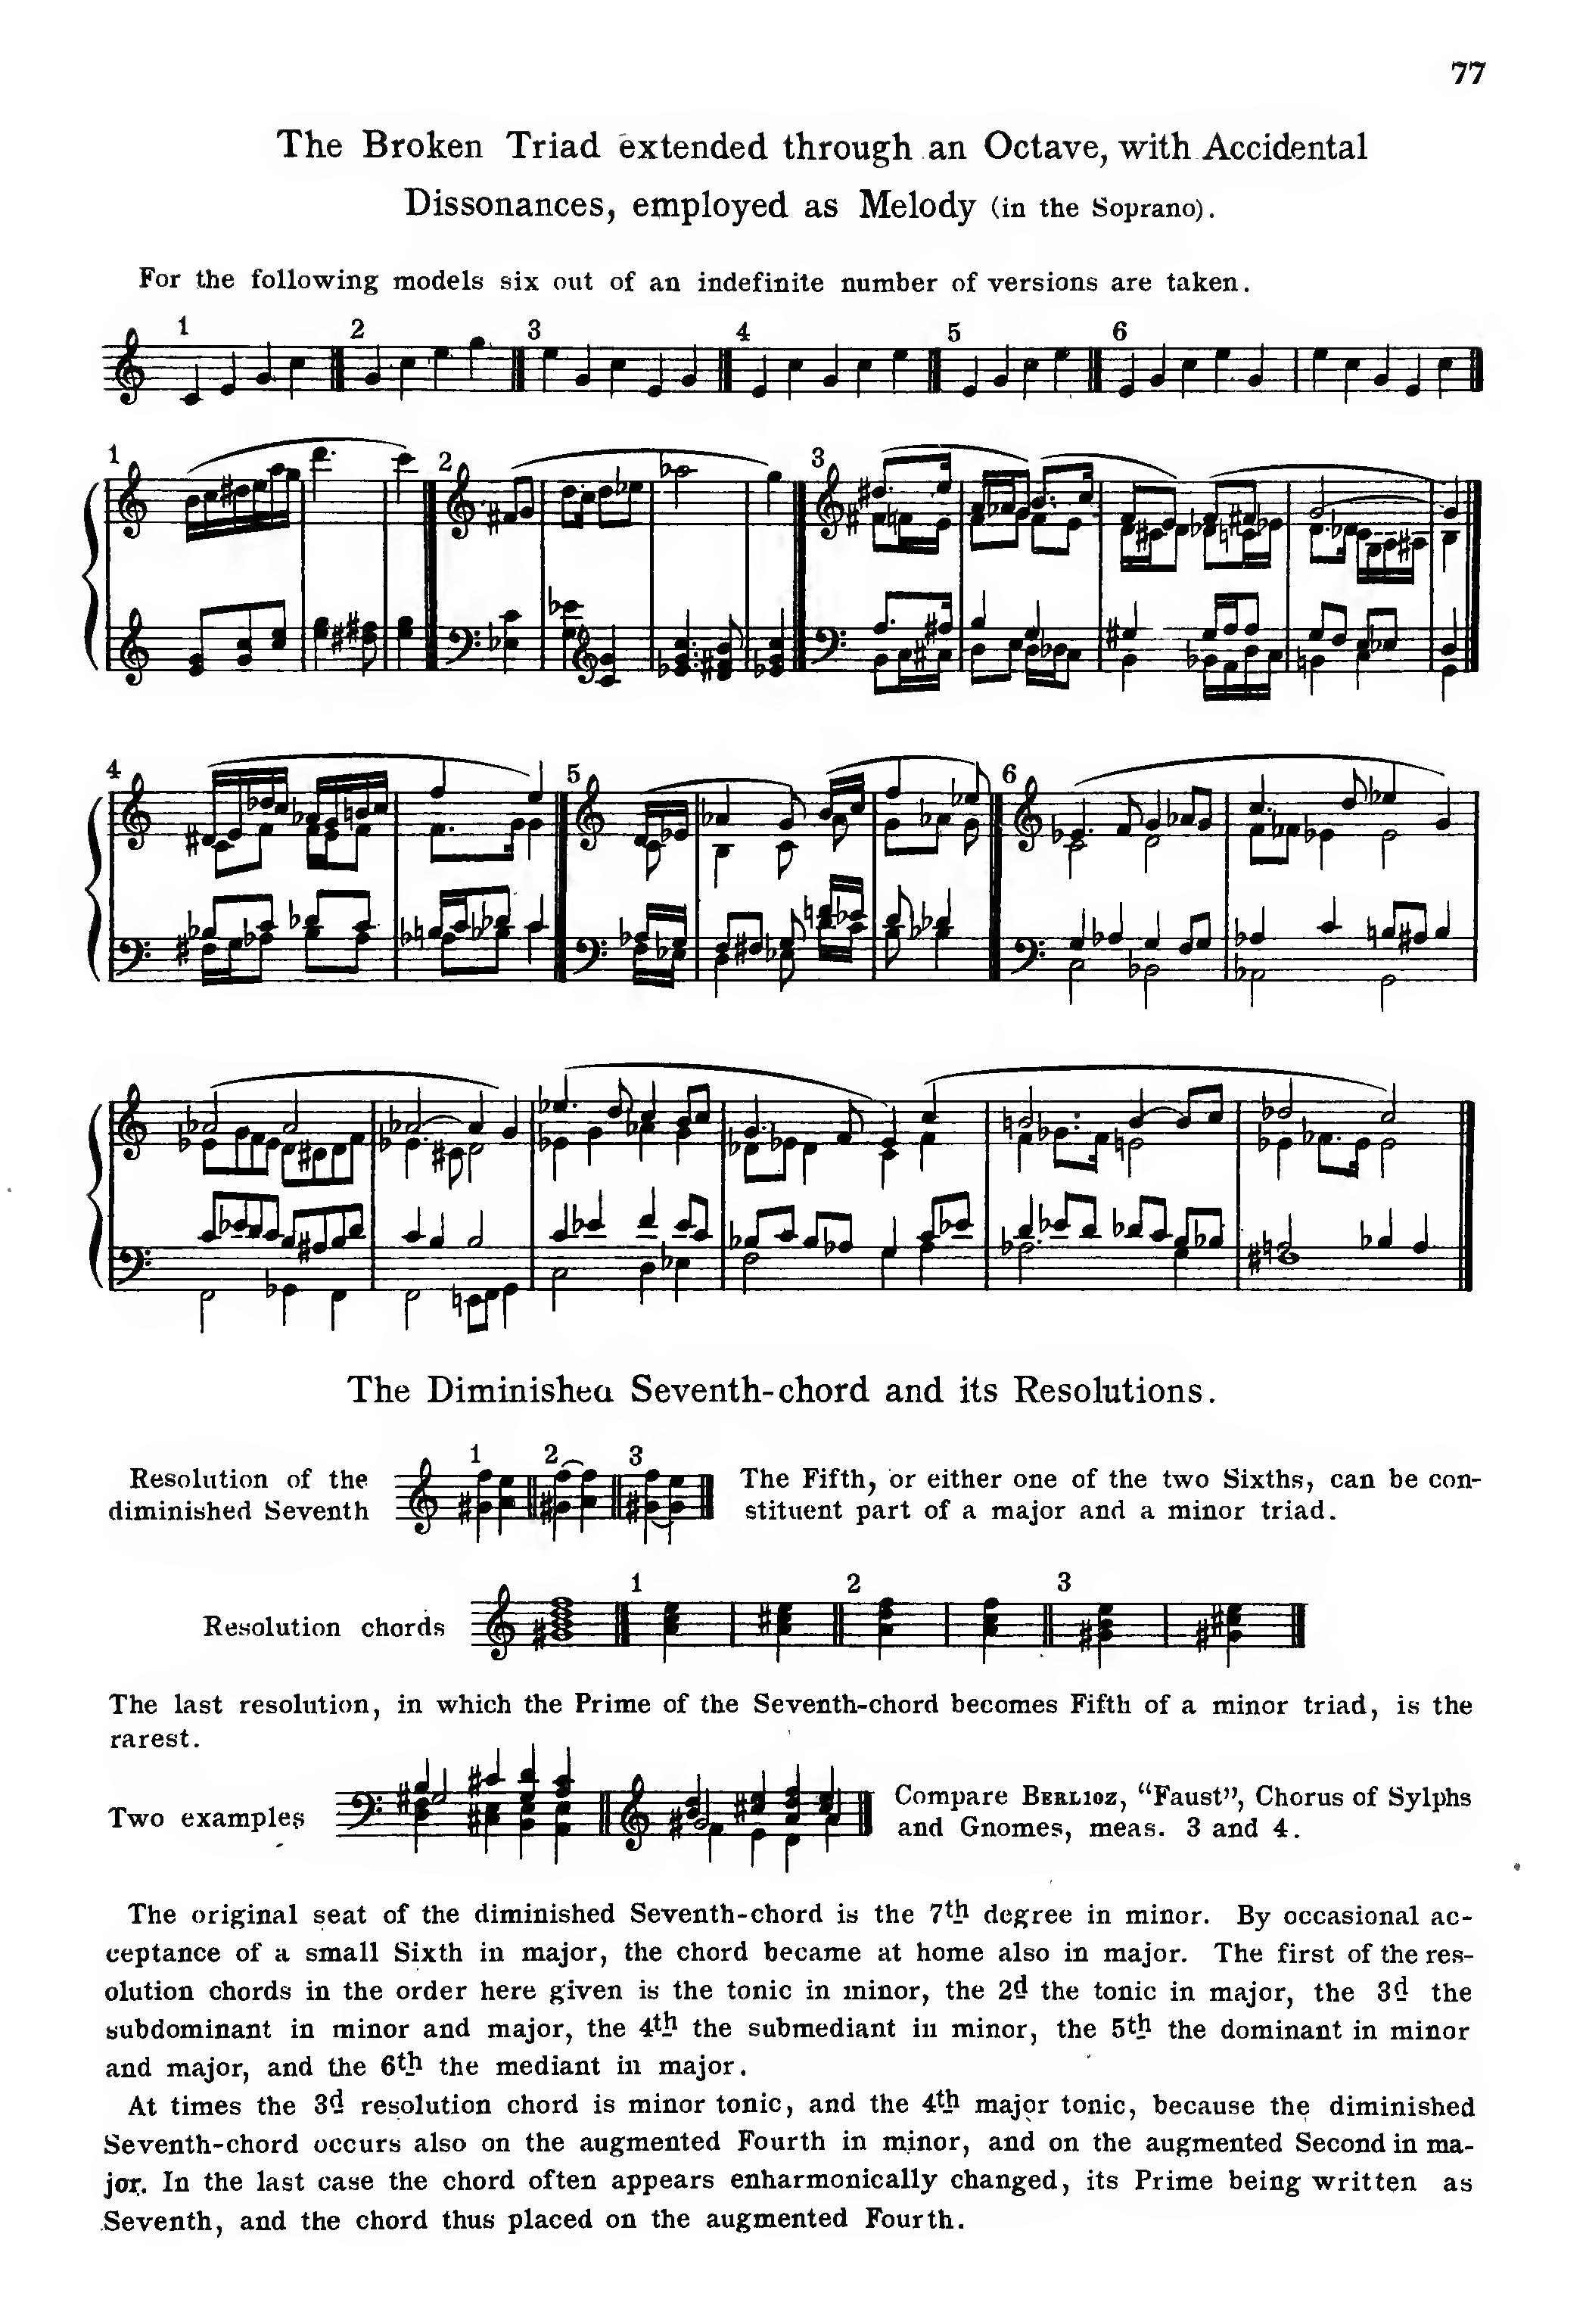 77
The Broken Triad extended through an Octave, with Accidental
Dissonances, employed as Melody (in the Soprano).
For the following models six out of an indefinite number of versions are taken.
1 2 3 4 5 6
1 2 3
4 5 6
The Diminished Seventh-chord and its Resolutions.
1 2 3
Resolution of the
diminished Seventh
The Fifth, or either one of the two Sixths, can be con-
stituent part of a major and a minor triad.
1 2 3
Resolution chords
The last resolution, in which the Prime of the Seventh-chord becomes Fifth of a minor triad, is the
rarest.
Two examples
Compare BERLIOZ, “Faust”, Chorus of Sylphs
and Gnomes, meas. 3 and 4.
The original seat of the diminished Seventh-chord is the 7th degree in minor. By occasional ac-
ceptance of a small Sixth in major, the chord became at home also in major. The first of the res-
olution chords in the order here given is the tonic in minor, the 2d the tonic in major, the 3d the
subdominant in minor and major, the 4th the submediant in minor, the 5th the dominant in minor
and major, and the 6th the mediant in major.
At times the 3d resolution chord is minor tonic, and the 4th major tonic, because the diminished
Seventh-chord occurs also on the augmented Fourth in minor, and on the augmented Second in ma-
jor. In the last case the chord often appears enharmonically changed, its Prime being written as
Seventh, and the chord thus placed on the augmented Fourth.